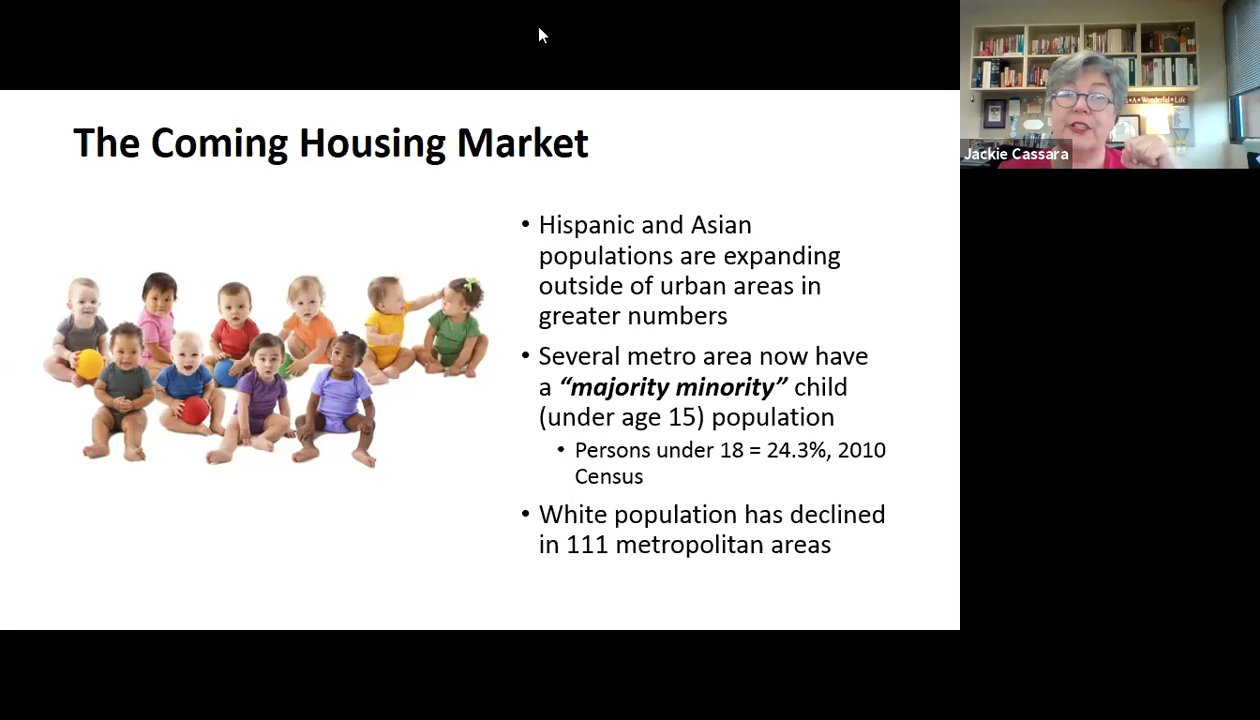 The Coming Housing Market
• Hispanic and Asian
populations are expanding
outside of urban areas in
greater numbers
• Several metro area now have
a “majority minority” child
(under age 15) population
• Persons under 18 = 24.3%, 2010
Census
• White population has declined
in 111 metropolitan areas
A★Wonderful★Life
Jackie Cassara